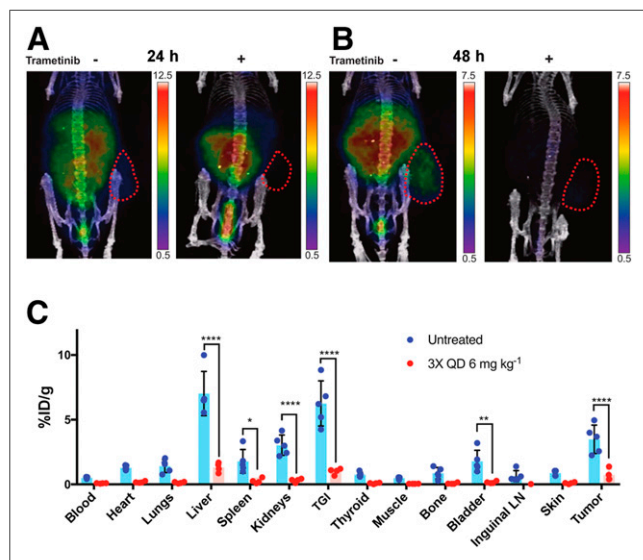 A B
Trametinib - 24 h + - 48 h +
Trametinib
12.5 12.5 7.5 7.5
0.5 0.5 0.5 0.5
C
Untreated
3X QD 6 mg kg⁻¹
%ID/g
10
5
0
**** * **** **** ** ****
Blood Heart Lungs Liver Spleen Kidneys TGI Thyroid Muscle Bone Bladder Inguinal LN Skin Tumor